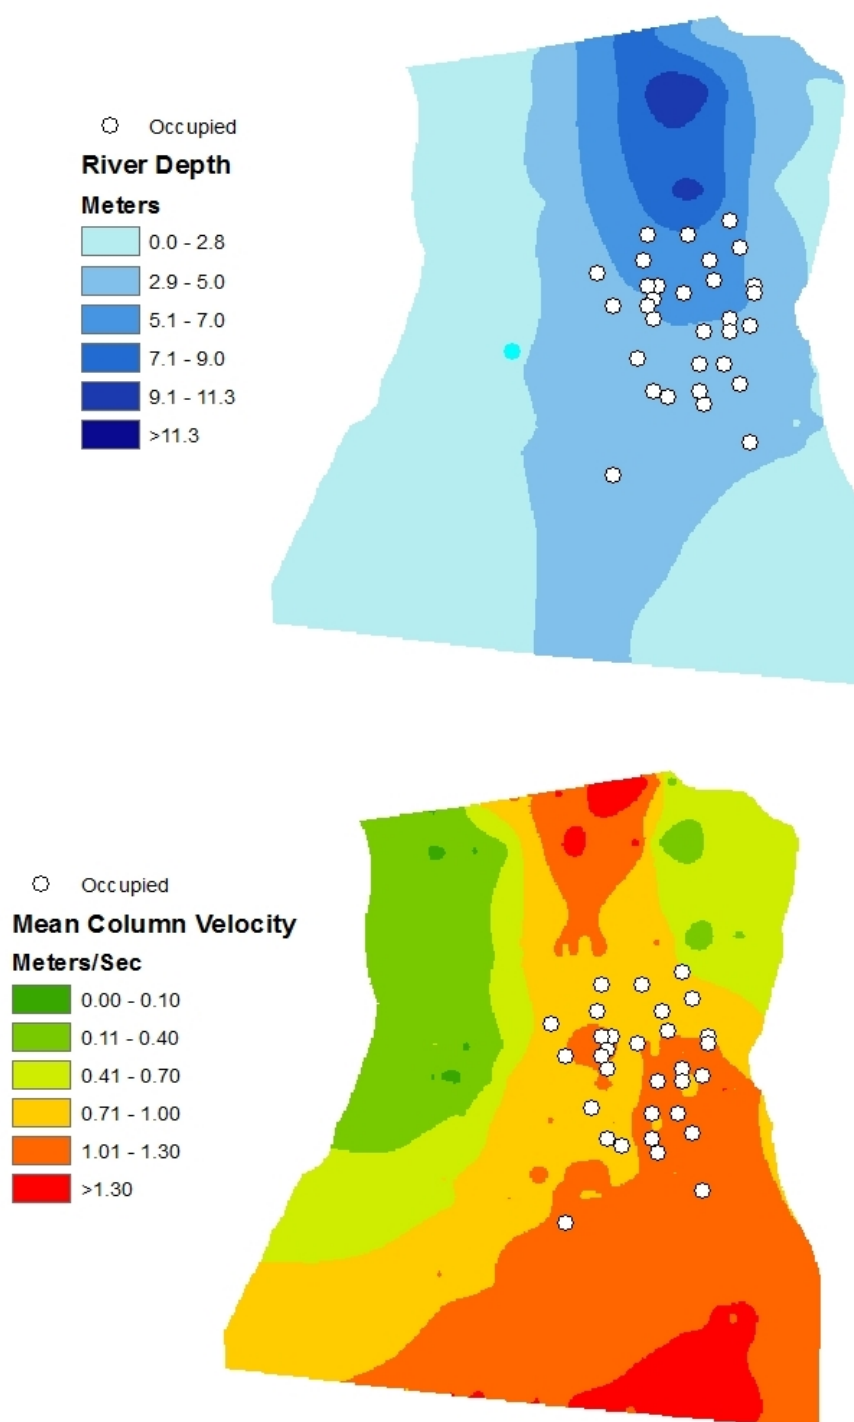 Occupied
River Depth
Meters
0.0 - 2.8
2.9 - 5.0
5.1 - 7.0
7.1 - 9.0
9.1 - 11.3
>11.3
Occupied
Mean Column Velocity
Meters/Sec
0.00 - 0.10
0.11 - 0.40
0.41 - 0.70
0.71 - 1.00
1.01 - 1.30
>1.30